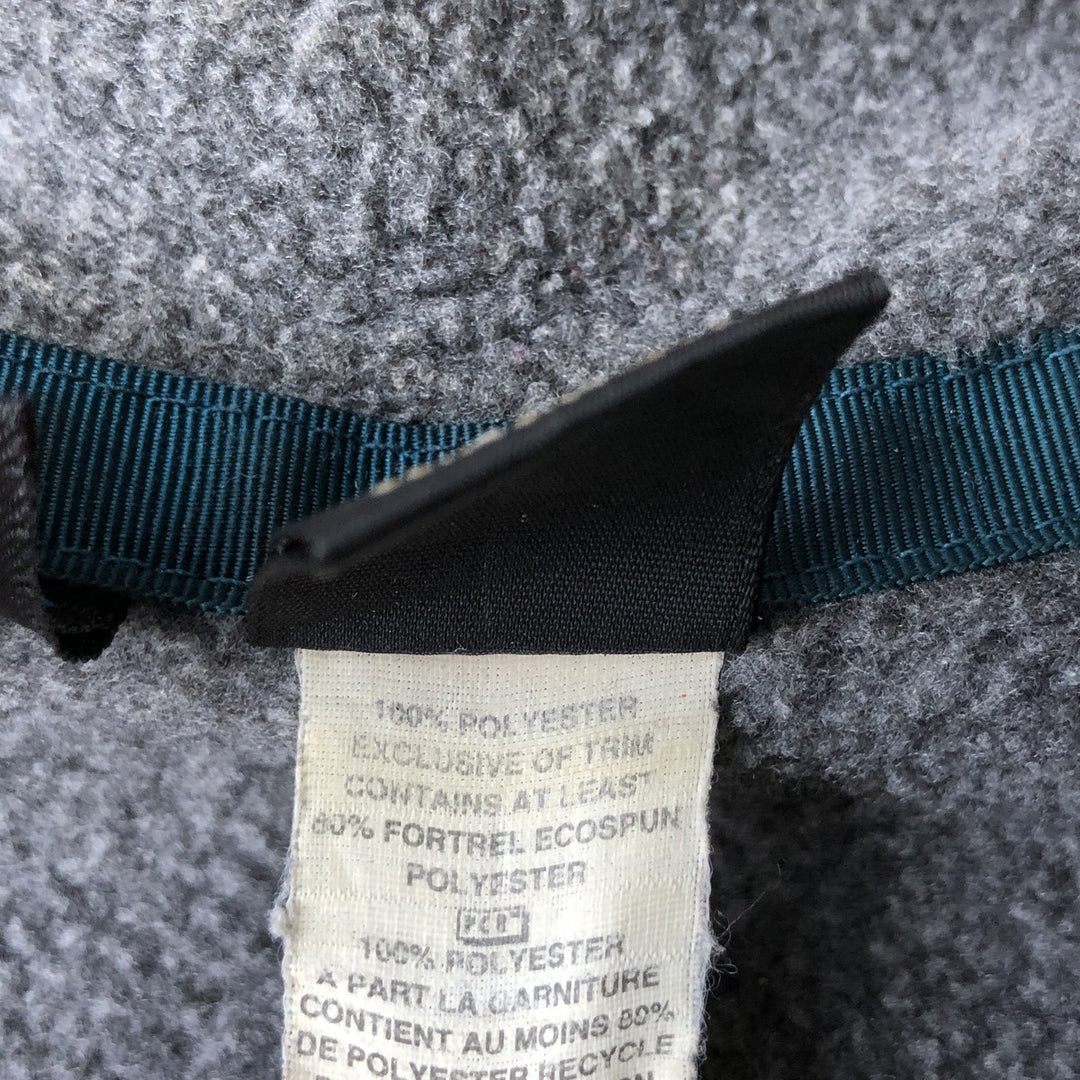 100% POLYESTER
EXCLUSIVE OF TRIM
CONTAINS AT LEAST
80% FORTREL ECOSPUN
POLYESTER
PCR
100% POLYESTER
A PART LA GARNITURE
CONTIENT AU MOINS 80%
DE POLYESTER RECYCLE